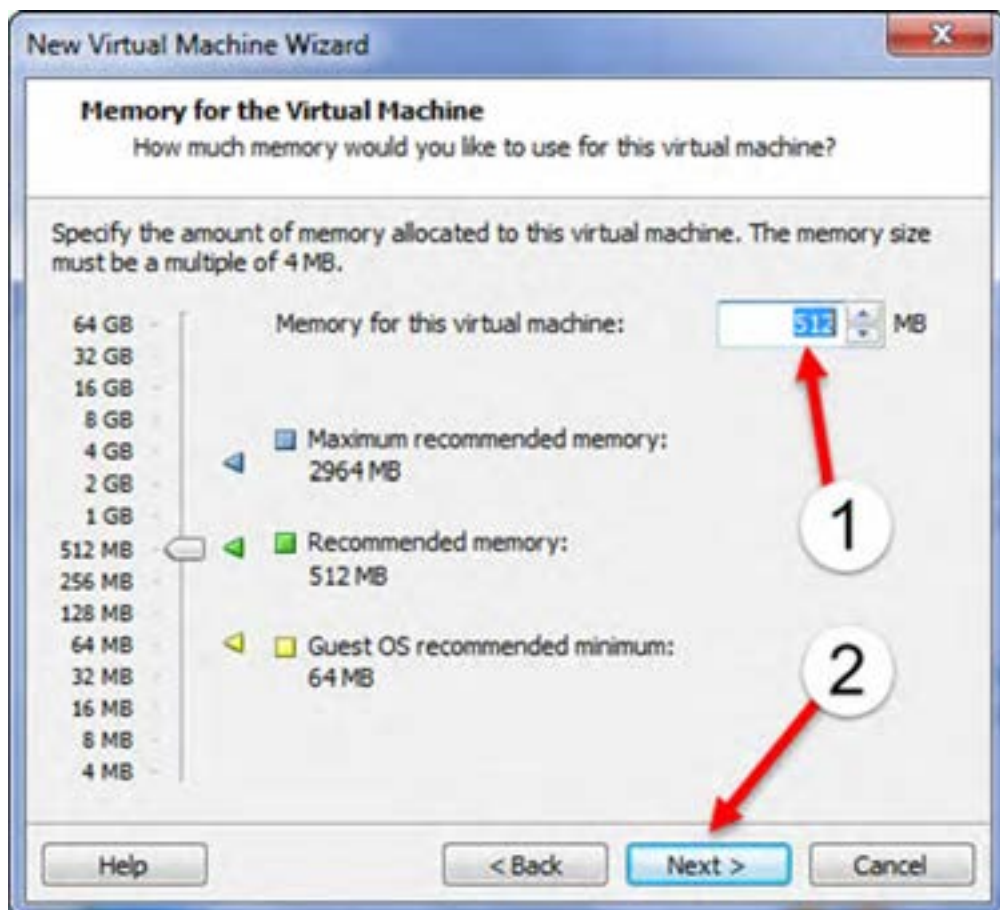 New Virtual Machine Wizard
Memory for the Virtual Machine
How much memory would you like to use for this virtual machine?
Specify the amount of memory allocated to this virtual machine. The memory size
must be a multiple of 4 MB.
64 GB
32 GB
16 GB
8 GB
4 GB
2 GB
1 GB
512 MB
256 MB
128 MB
64 MB
32 MB
16 MB
8 MB
4 MB
Memory for this virtual machine: 512 MB
Maximum recommended memory:
2964 MB
1
Recommended memory:
512 MB
Guest OS recommended minimum:
64 MB
2
Help < Back Next > Cancel